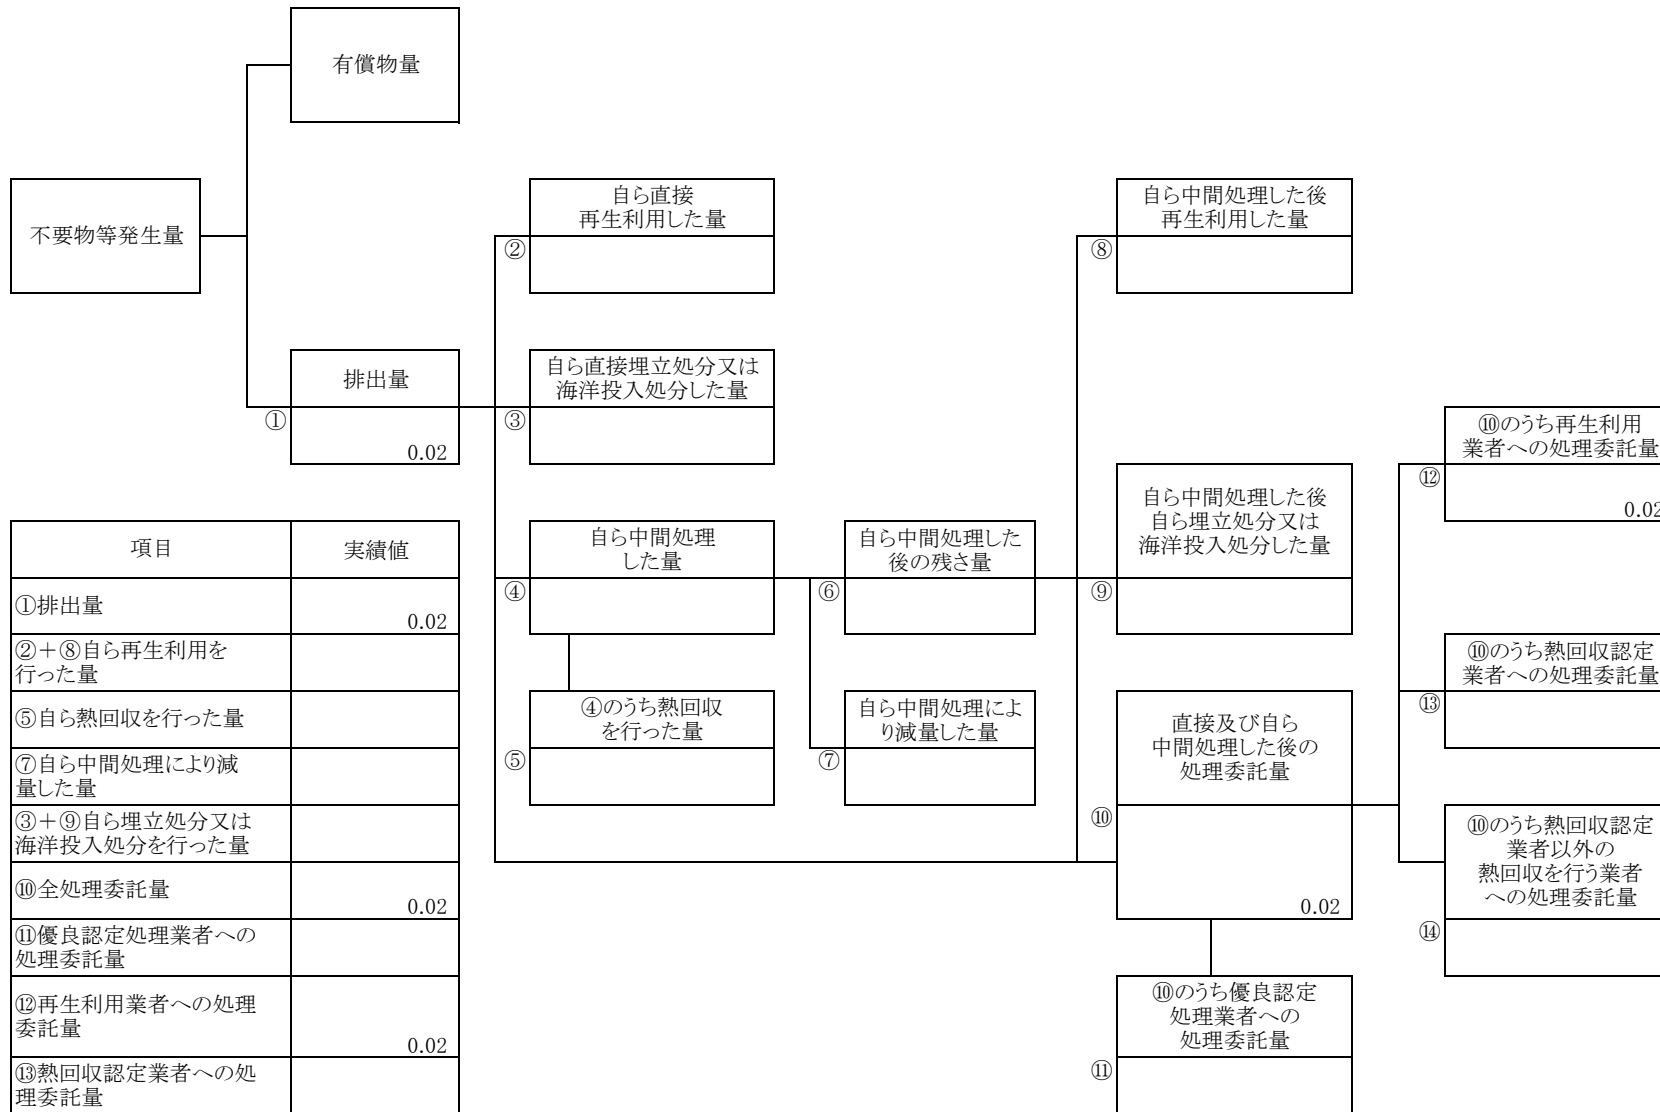 有償物量
不要物等発生量
自ら直接
再生利用した量
②
自ら中間処理した後
再生利用した量
⑧
排出量
①
0.02
自ら直接埋立処分又は
海洋投入処分した量
③
⑩のうち再生利用
業者への処理委託量
⑫
0.02
自ら中間処理
した量
④
自ら中間処理した
後の残さ量
⑥
自ら中間処理した後
自ら埋立処分又は
海洋投入処分した量
⑨
⑩のうち熱回収認定
業者への処理委託量
⑬
④のうち熱回収
を行った量
⑤
自ら中間処理によ
り減量した量
⑦
直接及び自ら
中間処理した後の
処理委託量
⑩
0.02
⑩のうち熱回収認定
業者以外の
熱回収を行う業者
への処理委託量
⑭
⑩のうち優良認定
処理業者への
処理委託量
⑪
項目 実績値
①排出量 0.02
②+⑧自ら再生利用を
行った量
⑤自ら熱回収を行った量
⑦自ら中間処理により減
量した量
③+⑨自ら埋立処分又は
海洋投入処分を行った量
⑩全処理委託量 0.02
⑪優良認定処理業者への
処理委託量
⑫再生利用業者への処理
委託量 0.02
⑬熱回収認定業者への処
理委託量